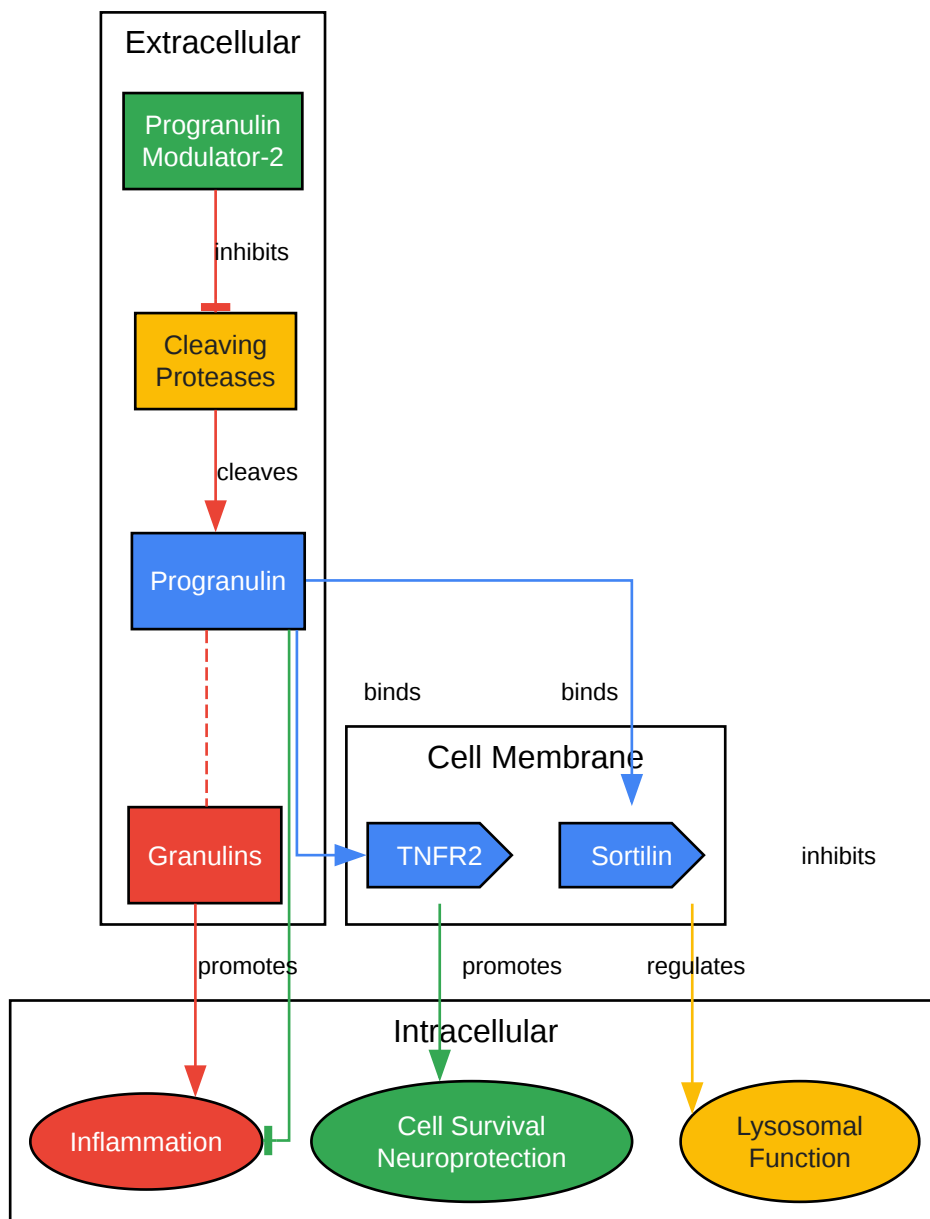 Extracellular
Progranulin
Modulator-2
inhibits
Cleaving
Proteases
cleaves
Progranulin
binds
binds
Cell Membrane
Granulins
TNFR2
Sortilin
inhibits
promotes
promotes
regulates
Intracellular
Inflammation
Cell Survival
Neuroprotection
Lysosomal
Function